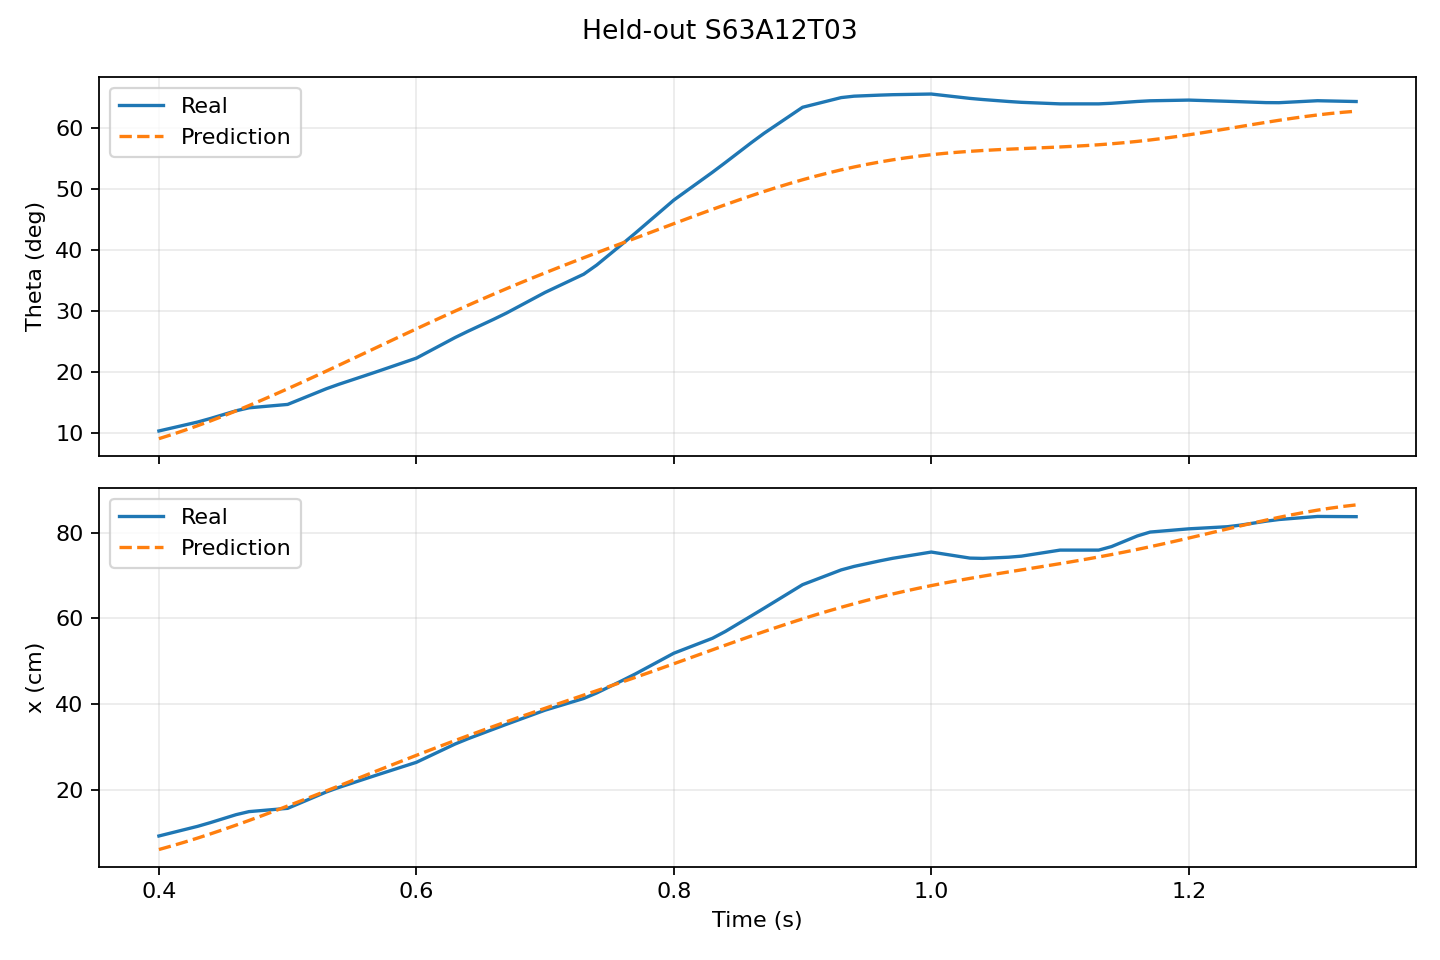 Held-out S63A12T03
Real
Prediction
Theta (deg)
60
50
40
30
20
10
Real
Prediction
x (cm)
80
60
40
20
0.4 0.6 0.8 1.0 1.2
Time (s)